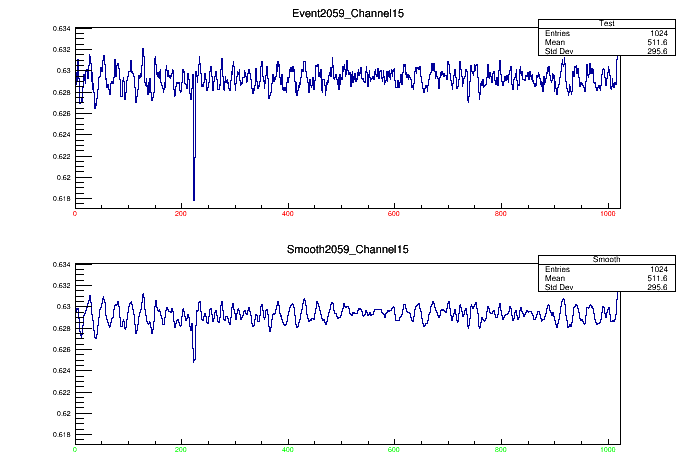 Event2059_Channel15
Test
Entries 1024
Mean 511.6
Std Dev 295.6
0.634
0.632
0.63
0.628
0.626
0.624
0.622
0.62
0.618
0 200 400 600 800 1000
Smooth2059_Channel15
Smooth
Entries 1024
Mean 511.6
Std Dev 295.6
0.634
0.632
0.63
0.628
0.626
0.624
0.622
0.62
0.618
0 200 400 600 800 1000